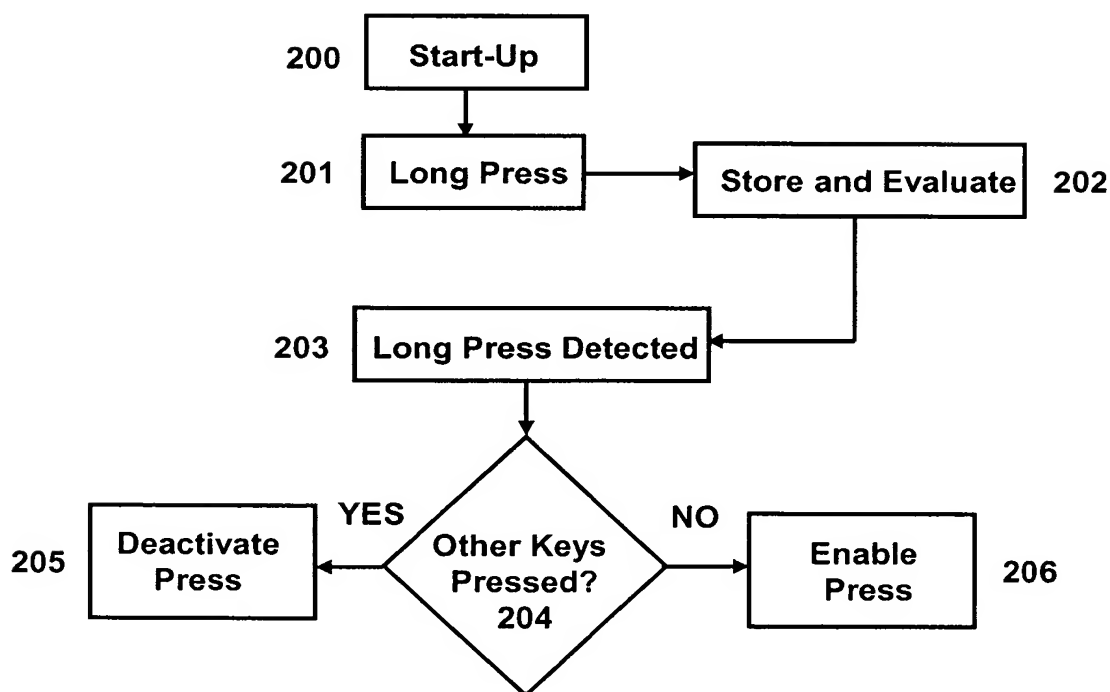 200 Start-Up
201 Long Press
Store and Evaluate 202
203 Long Press Detected
YES
NO
205
Deactivate
Press
Other Keys
Pressed?
204
Enable
Press
206